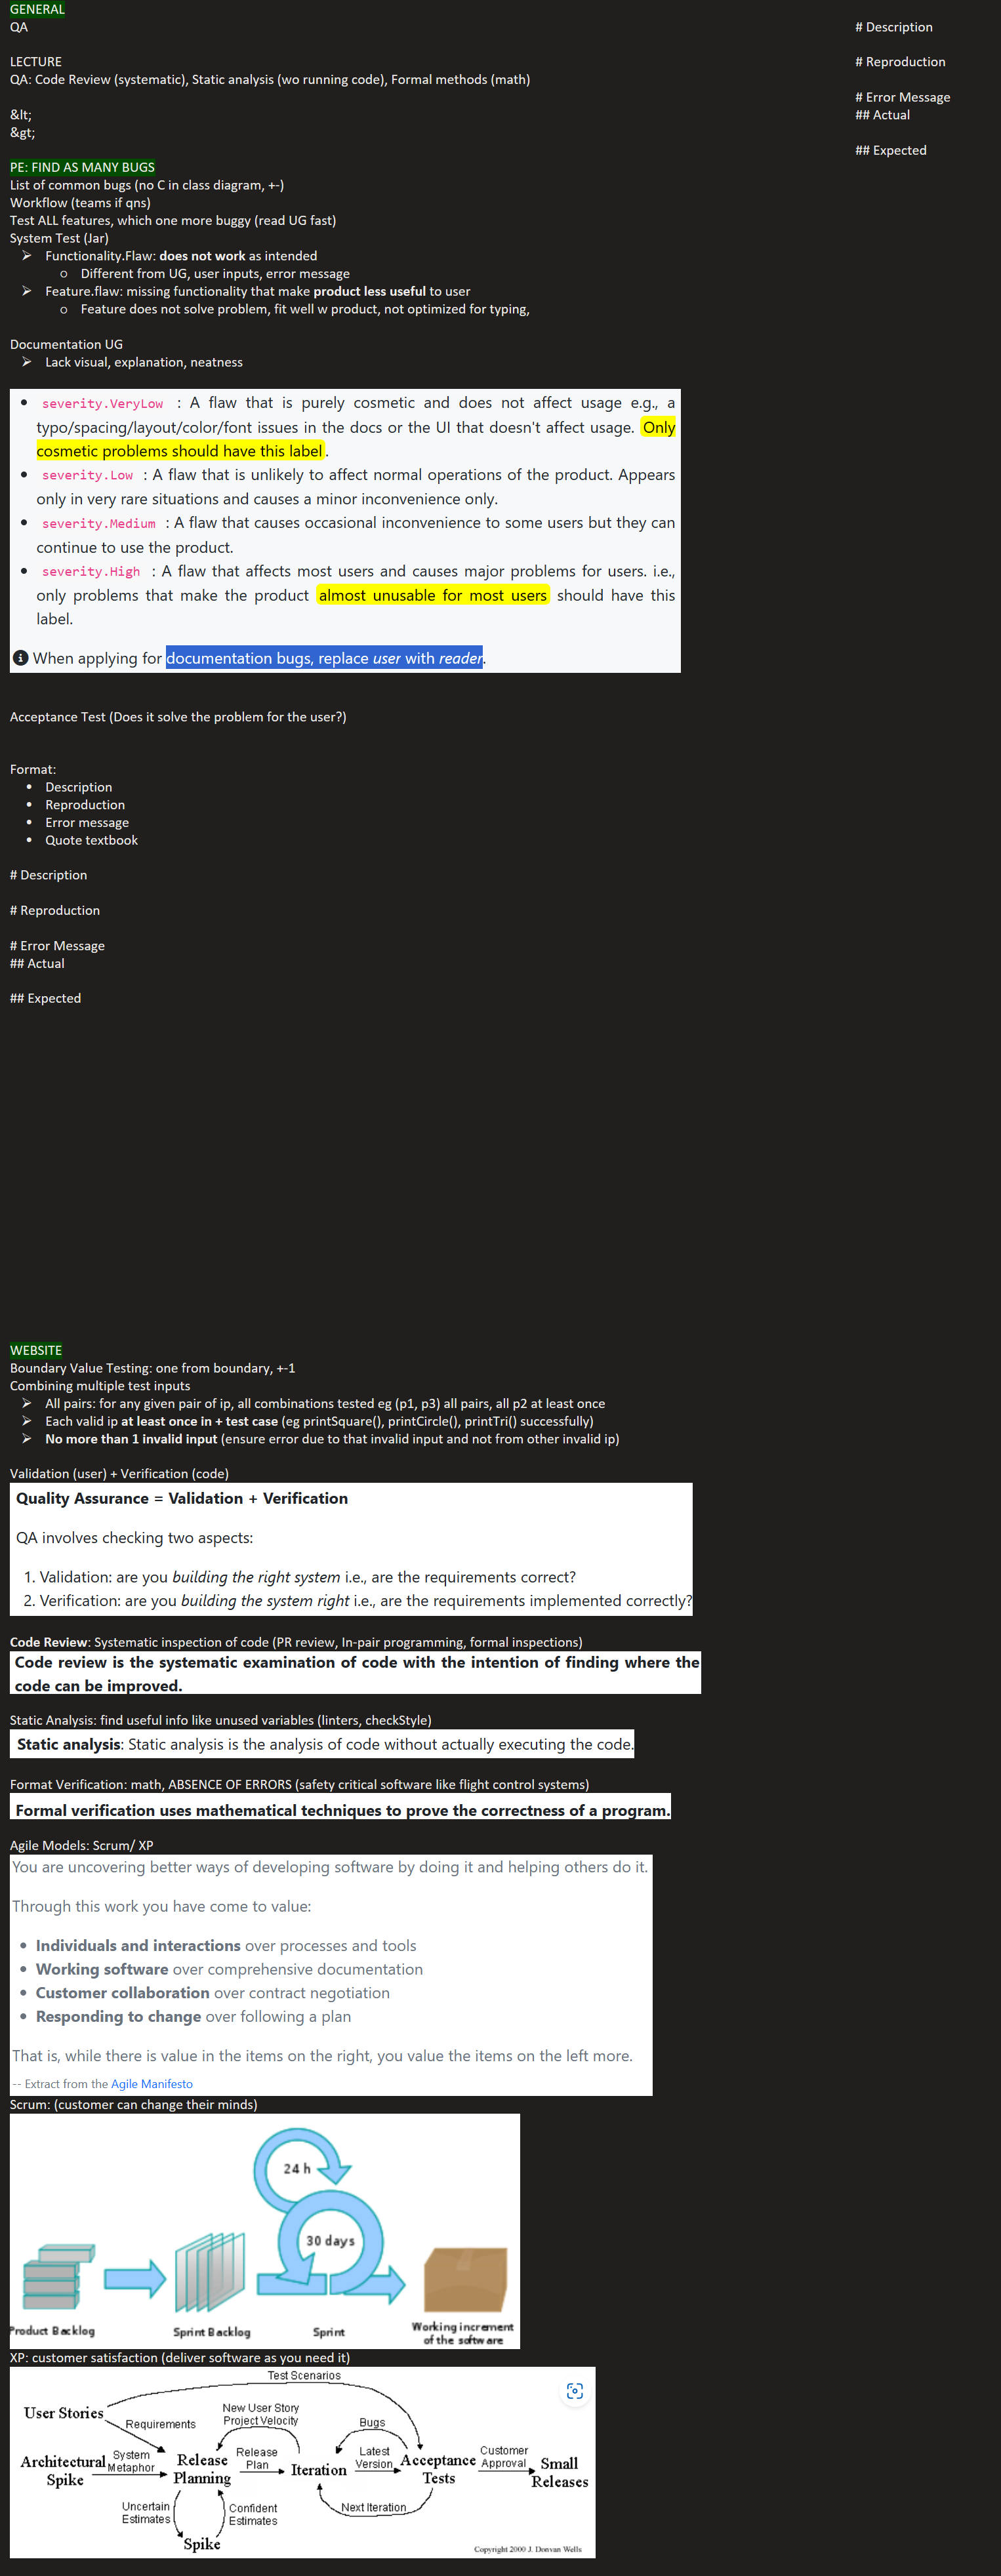 GENERAL
QA
LECTURE
QA: Code Review (systematic), Static analysis (wo running code), Formal methods (math)
&lt;
&gt;
# Description
# Reproduction
# Error Message
## Actual
## Expected
PE: FIND AS MANY BUGS
List of common bugs (no C in class diagram, +-)
Workflow (teams if qns)
Test ALL features, which one more buggy (read UG fast)
System Test (Jar)
➢ Functionality.Flaw: does not work as intended
o Different from UG, user inputs, error message
➢ Feature.flaw: missing functionality that make product less useful to user
o Feature does not solve problem, fit well w product, not optimized for typing,
Documentation UG
➢ Lack visual, explanation, neatness
• severity.VeryLow : A flaw that is purely cosmetic and does not affect usage e.g., a
typo/spacing/layout/color/font issues in the docs or the UI that doesn't affect usage. Only
cosmetic problems should have this label.
• severity.Low : A flaw that is unlikely to affect normal operations of the product. Appears
only in very rare situations and causes a minor inconvenience only.
• severity.Medium : A flaw that causes occasional inconvenience to some users but they can
continue to use the product.
• severity.High : A flaw that affects most users and causes major problems for users. i.e.,
only problems that make the product almost unusable for most users should have this
label.
When applying for documentation bugs, replace user with reader.
Acceptance Test (Does it solve the problem for the user?)
Format:
• Description
• Reproduction
• Error message
• Quote textbook
# Description
# Reproduction
# Error Message
## Actual
## Expected
WEBSITE
Boundary Value Testing: one from boundary, +-1
Combining multiple test inputs
➢ All pairs: for any given pair of ip, all combinations tested eg (p1, p3) all pairs, all p2 at least once
➢ Each valid ip at least once in + test case (eg printSquare(), printCircle(), printTri() successfully)
➢ No more than 1 invalid input (ensure error due to that invalid input and not from other invalid ip)
Validation (user) + Verification (code)
Quality Assurance = Validation + Verification
QA involves checking two aspects:
1. Validation: are you building the right system i.e., are the requirements correct?
2. Verification: are you building the system right i.e., are the requirements implemented correctly?
Code Review: Systematic inspection of code (PR review, In-pair programming, formal inspections)
Code review is the systematic examination of code with the intention of finding where the
code can be improved.
Static Analysis: find useful info like unused variables (linters, checkStyle)
Static analysis: Static analysis is the analysis of code without actually executing the code.
Format Verification: math, ABSENCE OF ERRORS (safety critical software like flight control systems)
Formal verification uses mathematical techniques to prove the correctness of a program.
Agile Models: Scrum/ XP
You are uncovering better ways of developing software by doing it and helping others do it.
Through this work you have come to value:
• Individuals and interactions over processes and tools
• Working software over comprehensive documentation
• Customer collaboration over contract negotiation
• Responding to change over following a plan
That is, while there is value in the items on the right, you value the items on the left more.
-- Extract from the Agile Manifesto
Scrum: (customer can change their minds)
24 h
30 days
Product Backlog
Sprint Backlog
Sprint
Working increment
of the software
XP: customer satisfaction (deliver software as you need it)
Test Scenarios
User Stories
Requirements
New User Story
Project Velocity
Bugs
Architectural
Spike
System
Metaphor
Release
Planning
Release
Plan
Iteration
Latest
Version
Acceptance
Tests
Customer
Approval
Small
Releases
Uncertain
Estimates
Confident
Estimates
Next Iteration
Spike
Copyright 2000 J. Donvan Wells